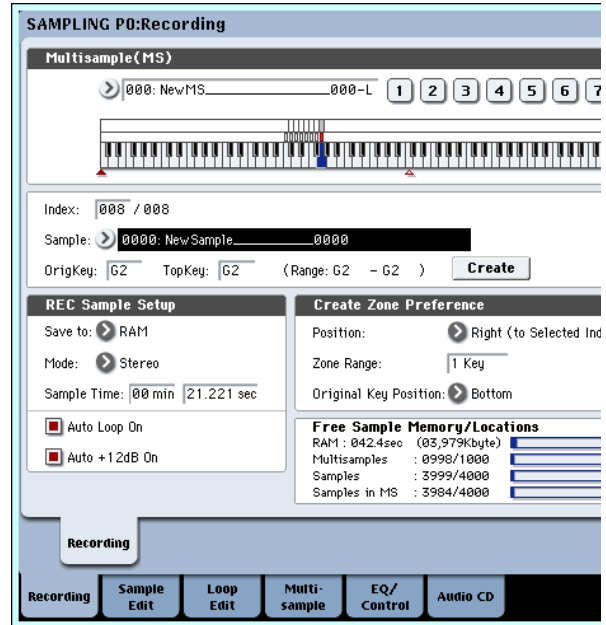 SAMPLING P0:Recording
Multisample(MS)
000: NewMS____________________000-L 1 2 3 4 5 6 7
Index: 008 / 008
Sample: 0000: NewSample_______________0000
OrigKey: G2 TopKey: G2 (Range: G2 - G2 ) Create
REC Sample Setup
Save to: RAM
Mode: Stereo
Sample Time: 00 min 21.221 sec
Auto Loop On
Auto +12dB On
Create Zone Preference
Position: Right (to Selected Ind
Zone Range: 1 Key
Original Key Position: Bottom
Free Sample Memory/Locations
RAM : 042.4sec (03,979Kbyte)
Multisamples : 0998/1000
Samples : 3999/4000
Samples in MS : 3984/4000
Recording
Recording Sample Edit Loop Edit Multi-sample EQ/Control Audio CD